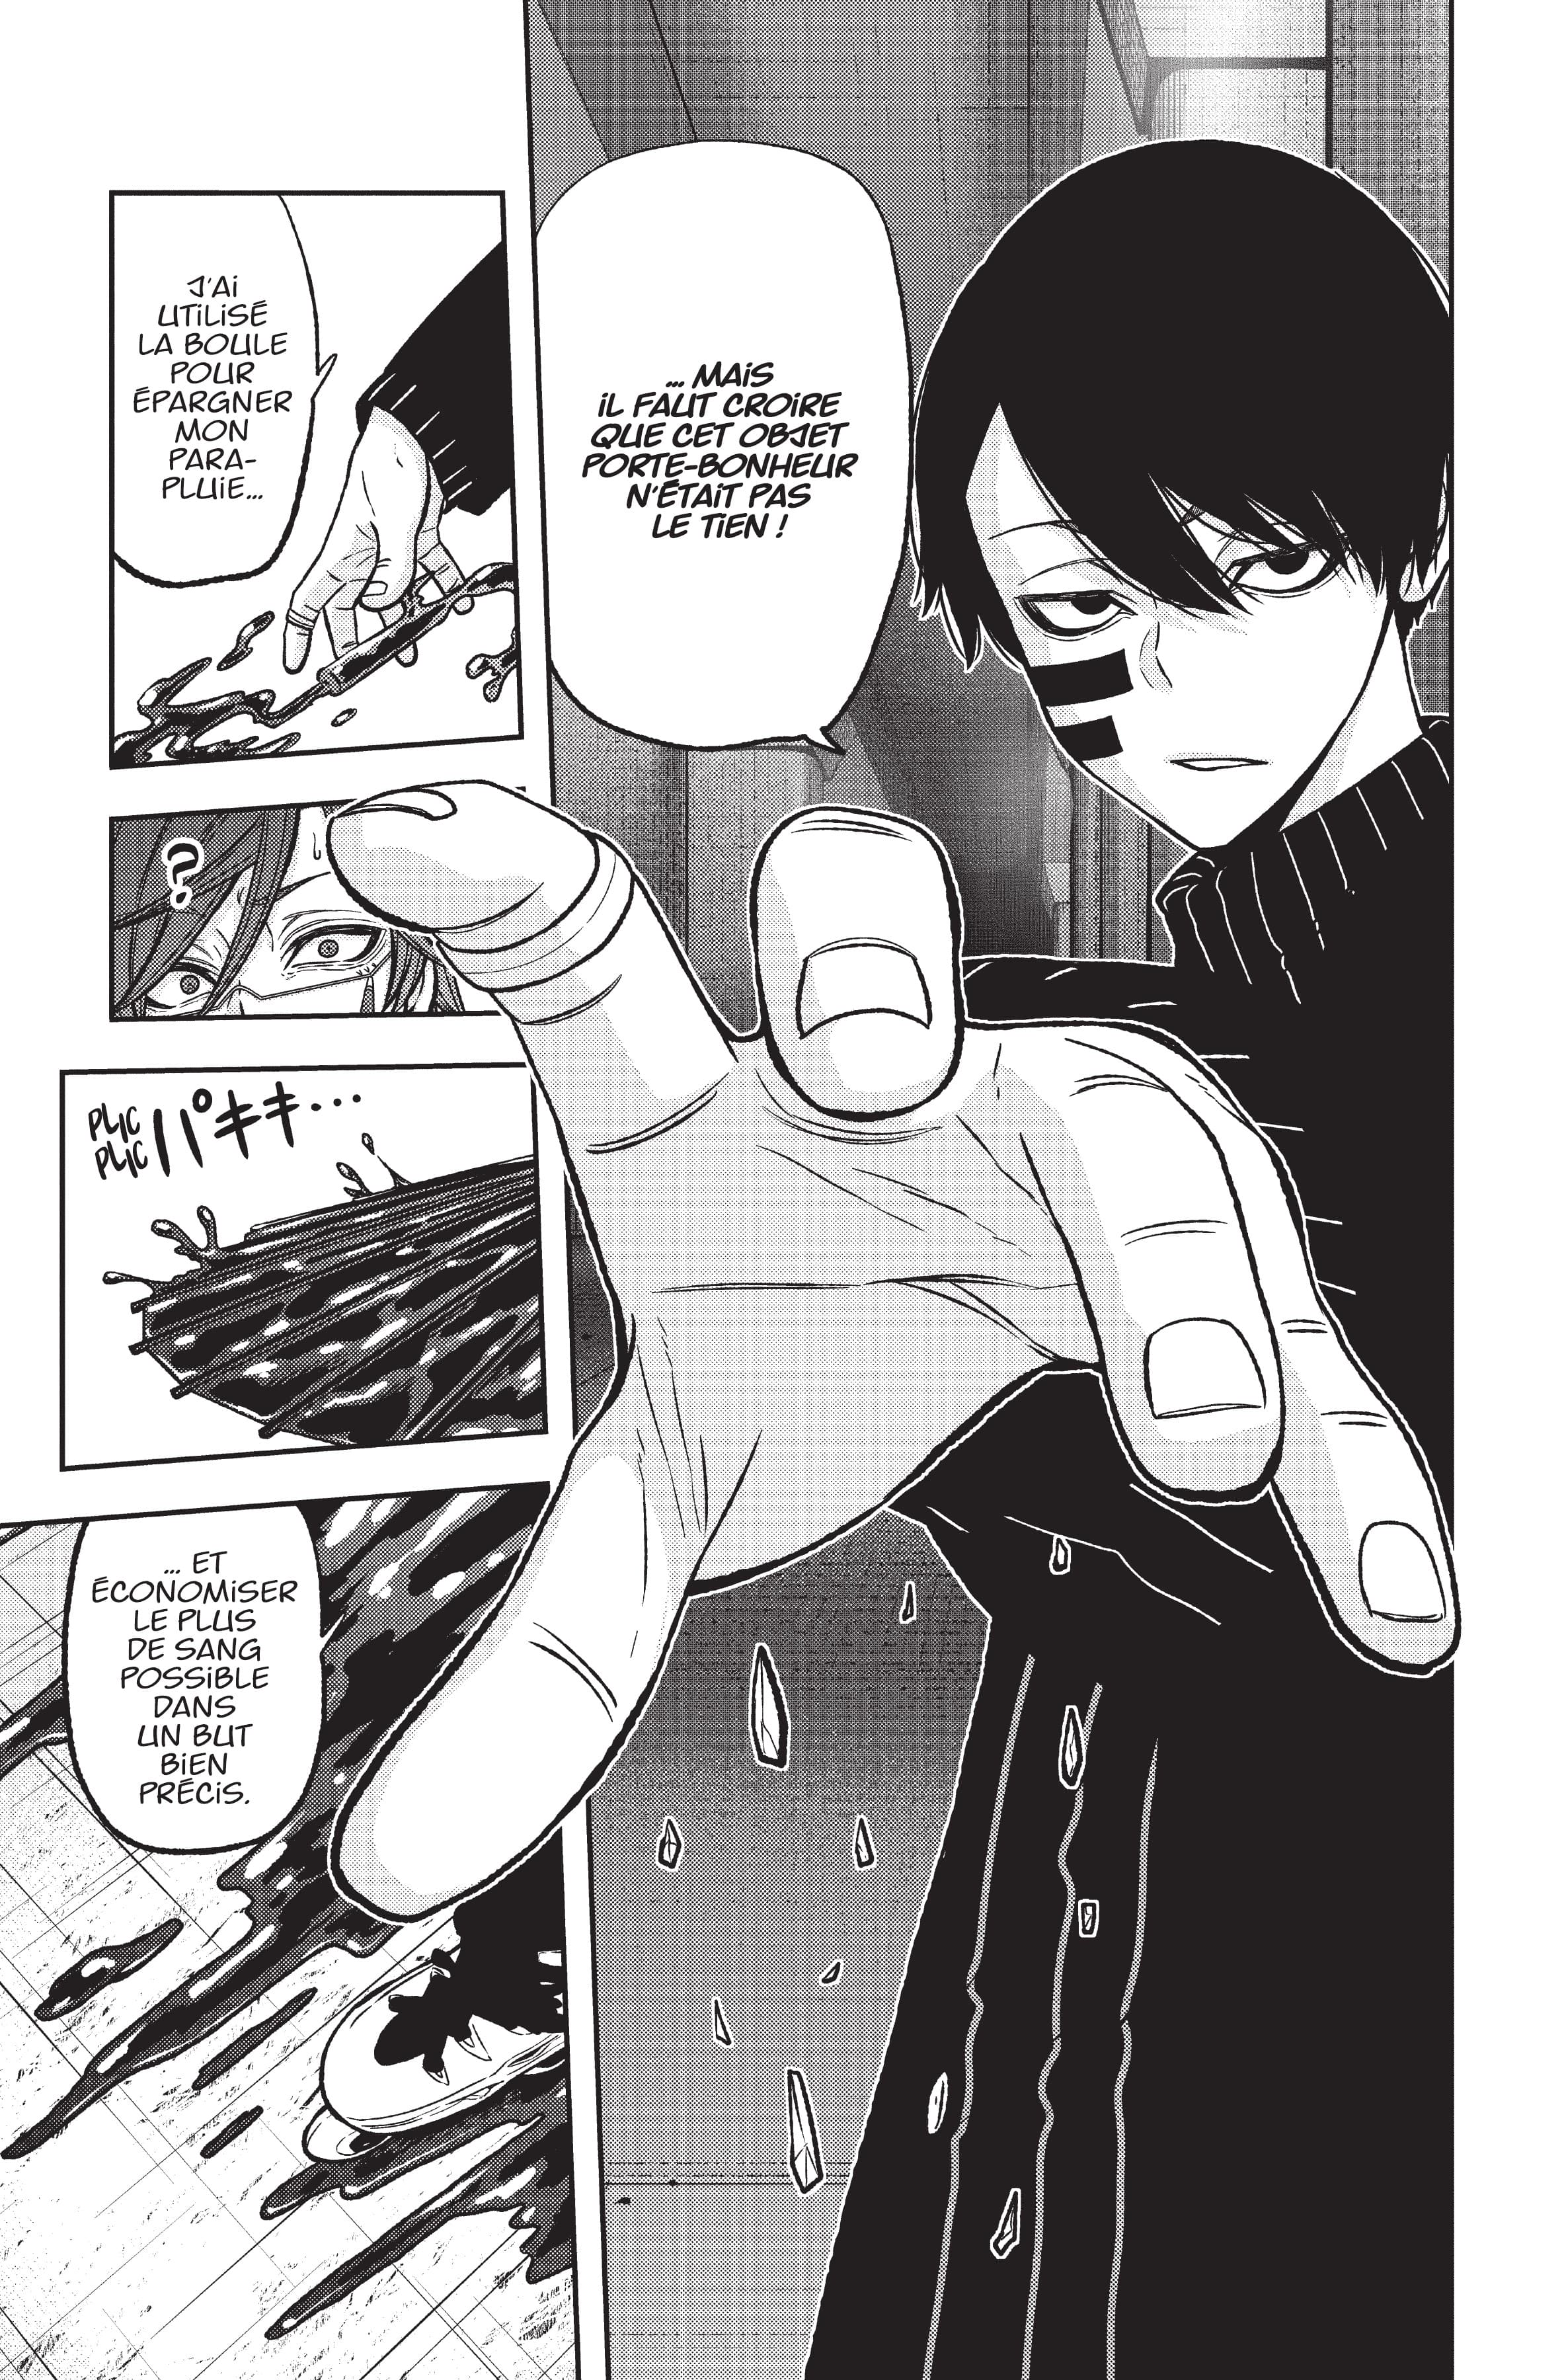 ... MAIS
IL FAUT CROIRE
QUE CET OBJET
PORTE-BONHEUR
N'ÉTAIT PAS
LE TIEN !
J'AI
UTILISÉ
LA BOULE
POUR
ÉPARGNER
MON
PARA-
PLUIE...
?
パキキ...
PLIC
PLIC
... ET
ÉCONOMISER
LE PLUS
DE SANG
POSSIBLE
DANS
UN BUT
BIEN
PRÉCIS.